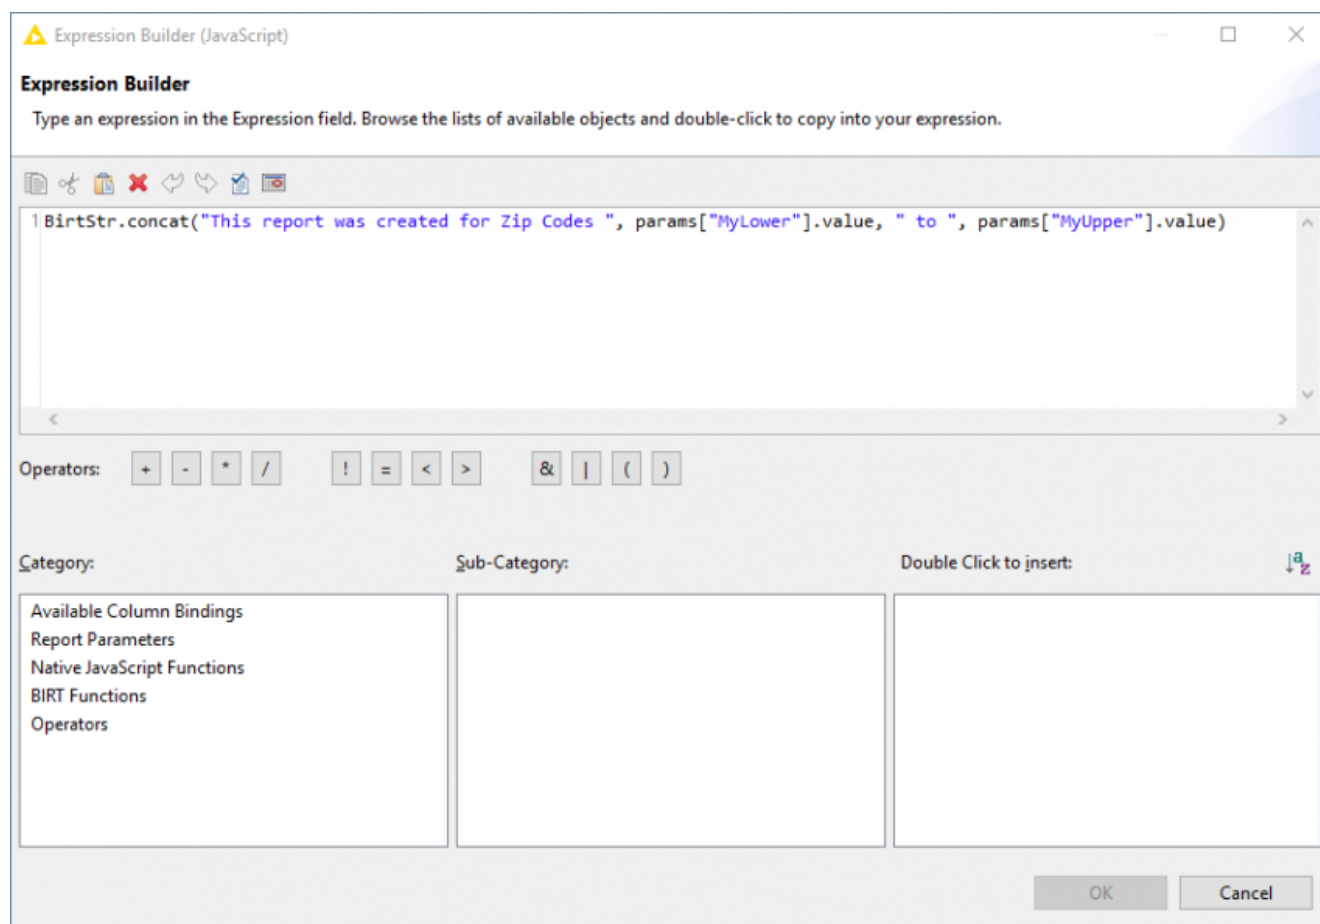 Expression Builder (JavaScript)
Expression Builder
Type an expression in the Expression field. Browse the lists of available objects and double-click to copy into your expression.
1 BirtStr.concat("This report was created for Zip Codes ", params["MyLower"].value, " to ", params["MyUpper"].value)
Operators: + - * / ! = < > & | ( )
Category: Sub-Category: Double Click to insert:
Available Column Bindings
Report Parameters
Native JavaScript Functions
BIRT Functions
Operators
OK Cancel